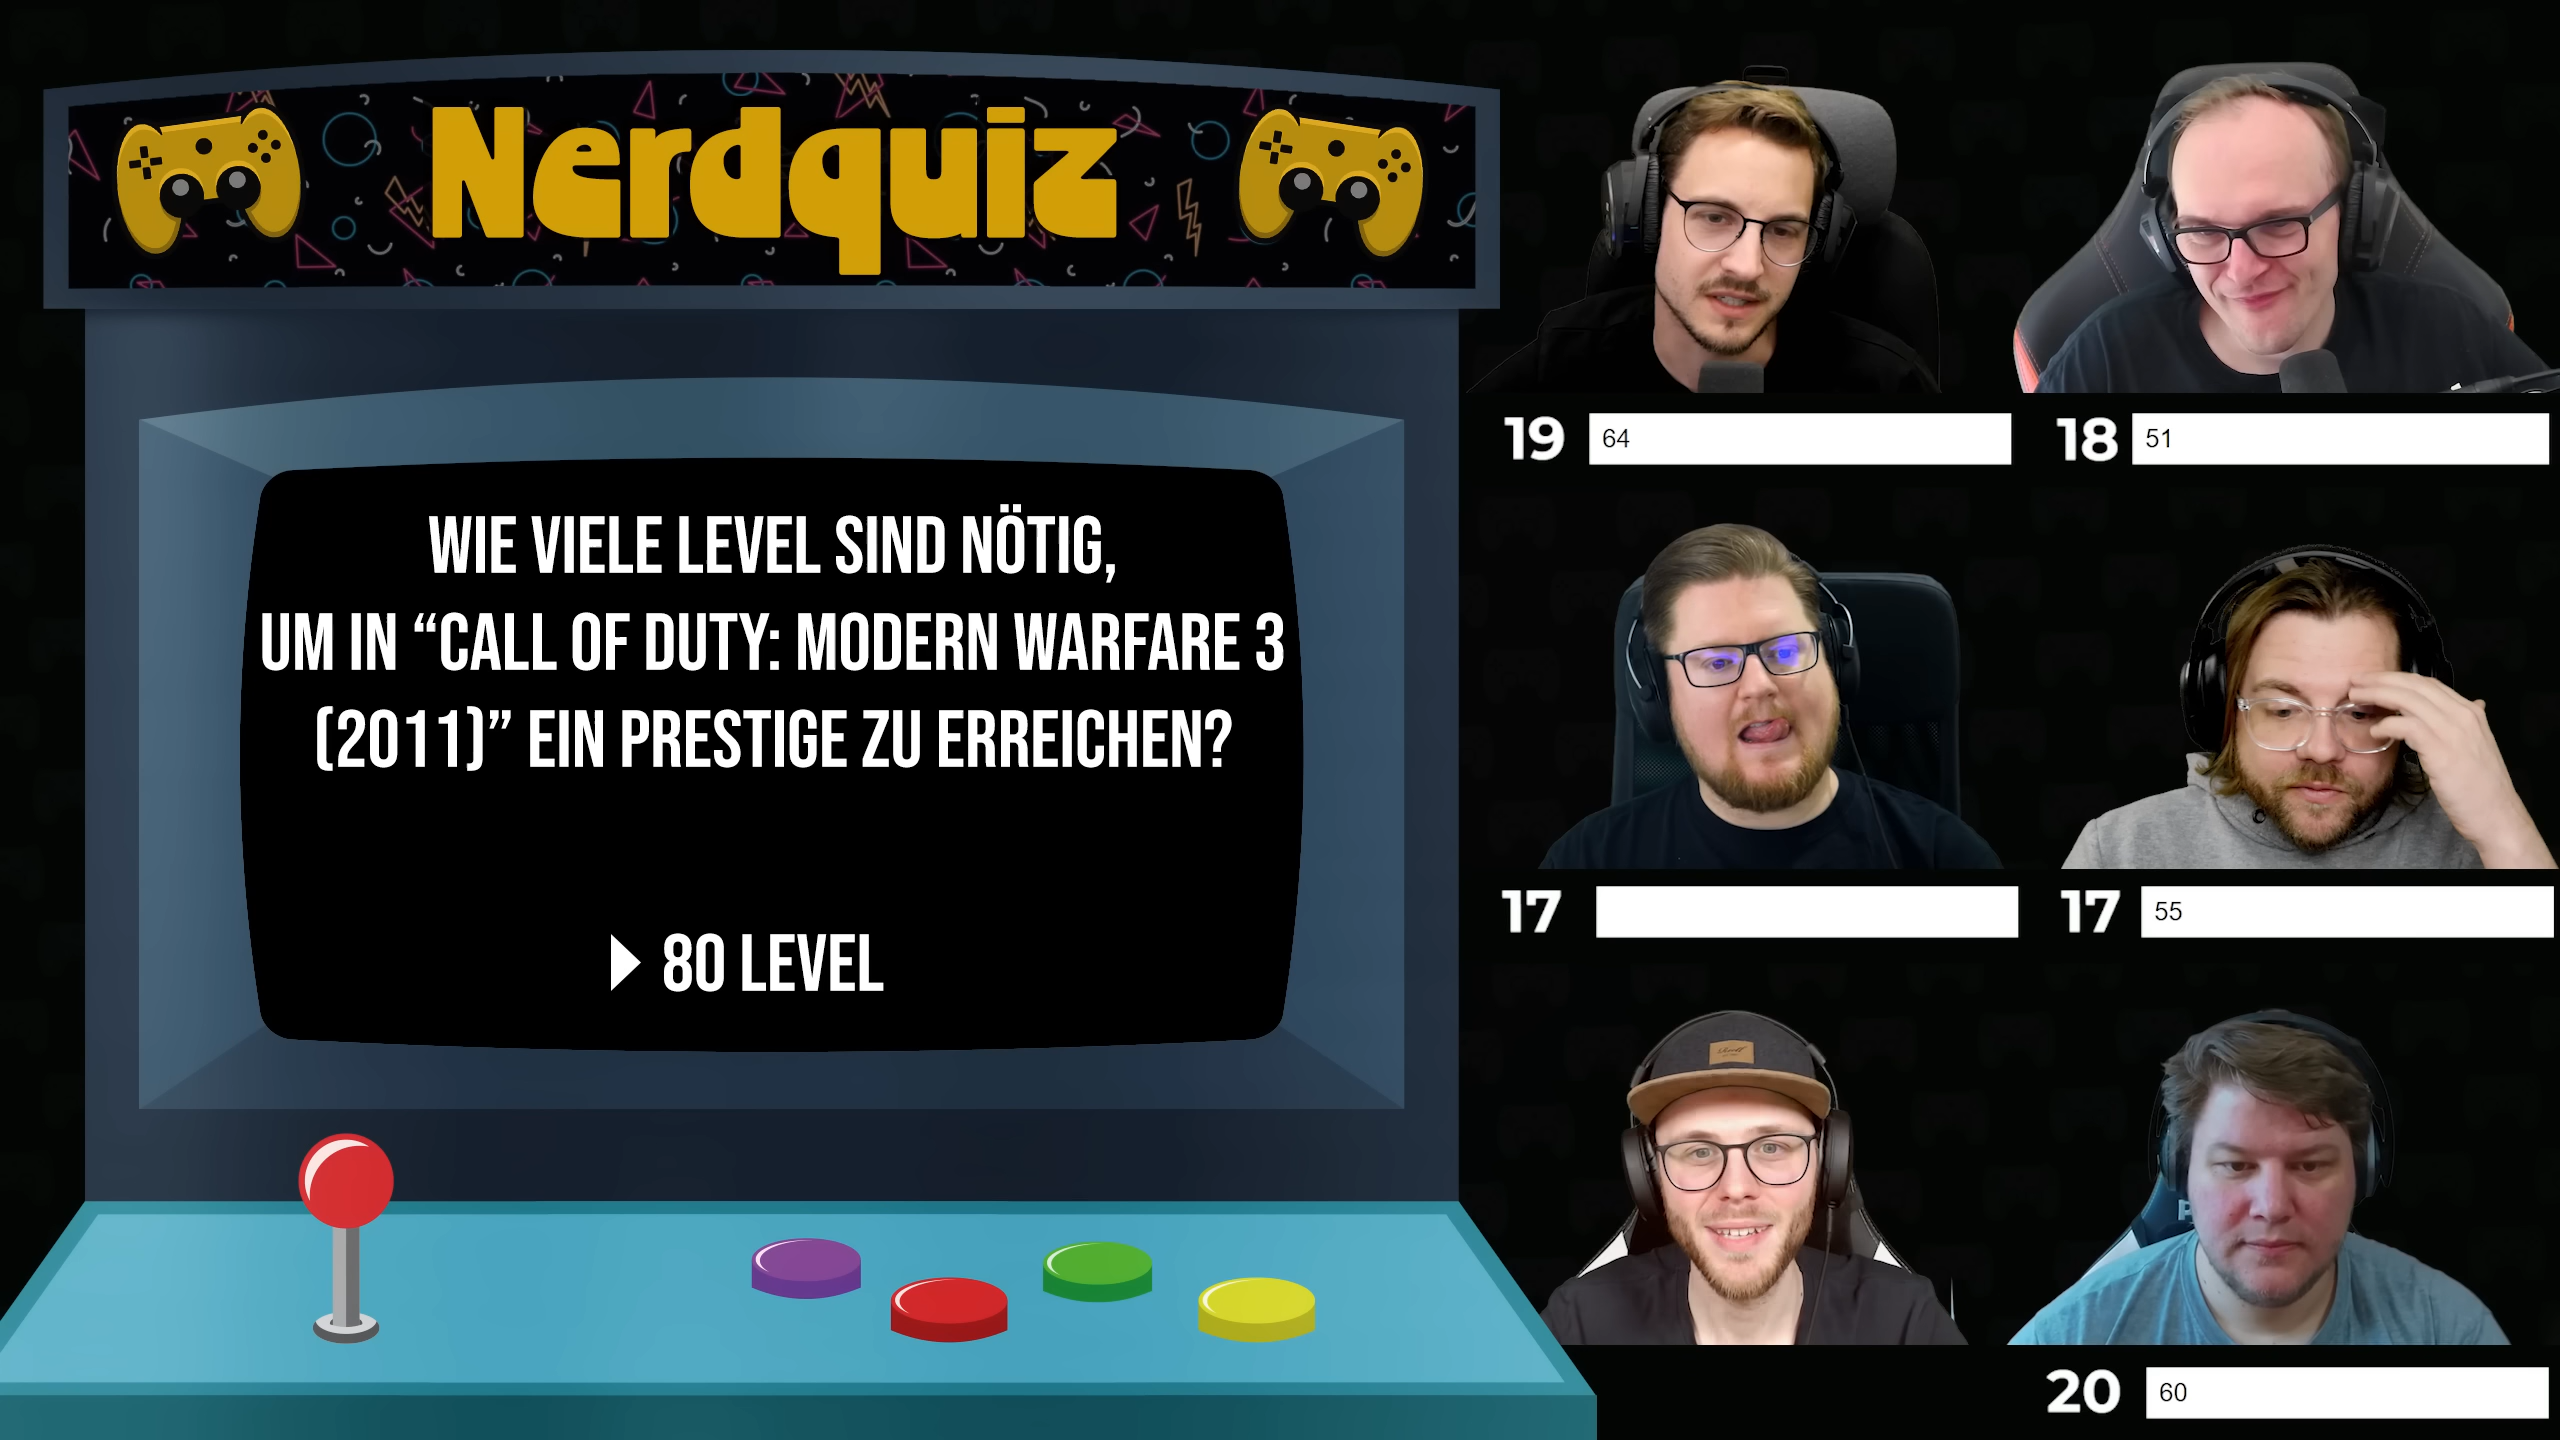 Nerdquiz
WIE VIELE LEVEL SIND NÖTIG,
UM IN “CALL OF DUTY: MODERN WARFARE 3
(2011)” EIN PRESTIGE ZU ERREICHEN?
80 LEVEL
19 64
18 51
17
17 55
20 60